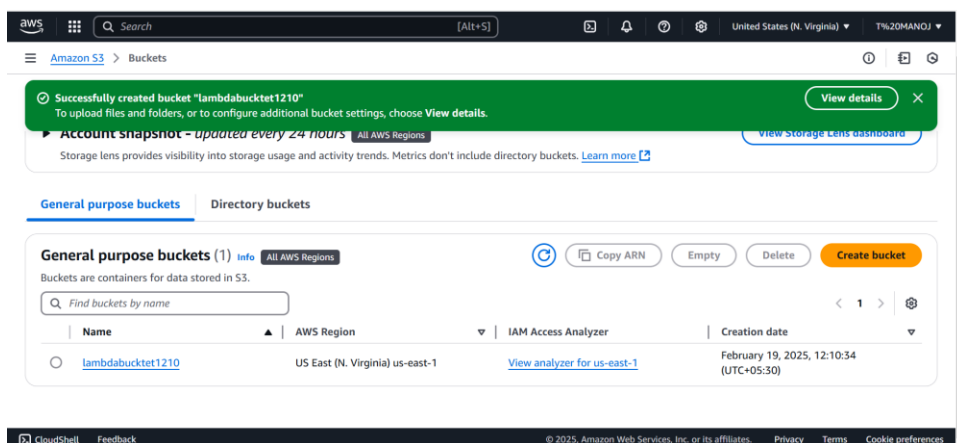 aws
Search [Alt+S] United States (N. Virginia) ▼ T%20MANOJ ▼
Amazon S3 > Buckets
Successfully created bucket "lambdabucktet1210"
To upload files and folders, or to configure additional bucket settings, choose View details.
View details
Account snapshot - updated every 24 hours All AWS Regions
View Storage Lens dashboard
Storage lens provides visibility into storage usage and activity trends. Metrics don't include directory buckets. Learn more
General purpose buckets Directory buckets
General purpose buckets (1) Info All AWS Regions
Copy ARN Empty Delete Create bucket
Buckets are containers for data stored in S3.
Find buckets by name
< 1 >
Name AWS Region IAM Access Analyzer Creation date
lambdabucktet1210 US East (N. Virginia) us-east-1 View analyzer for us-east-1 February 19, 2025, 12:10:34
(UTC+05:30)
CloudShell Feedback © 2025, Amazon Web Services, Inc. or its affiliates. Privacy Terms Cookie preferences